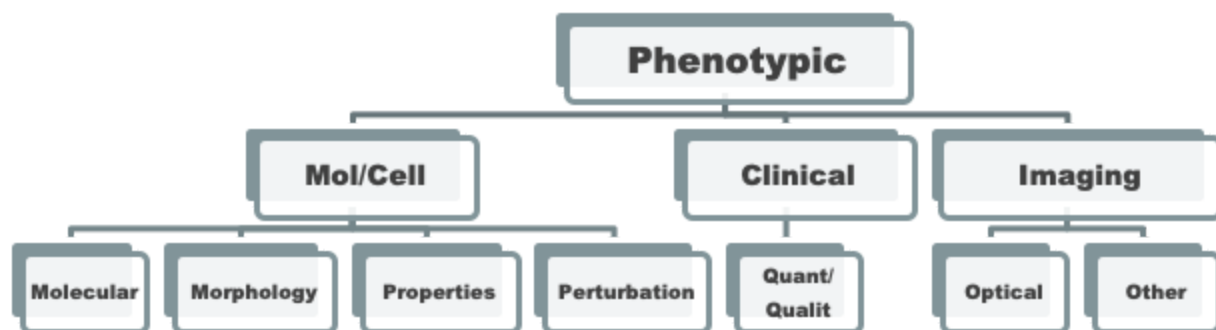 Phenotypic
Mol/Cell
Clinical
Imaging
Molecular
Morphology
Properties
Perturbation
Quant/
Qualit
Optical
Other